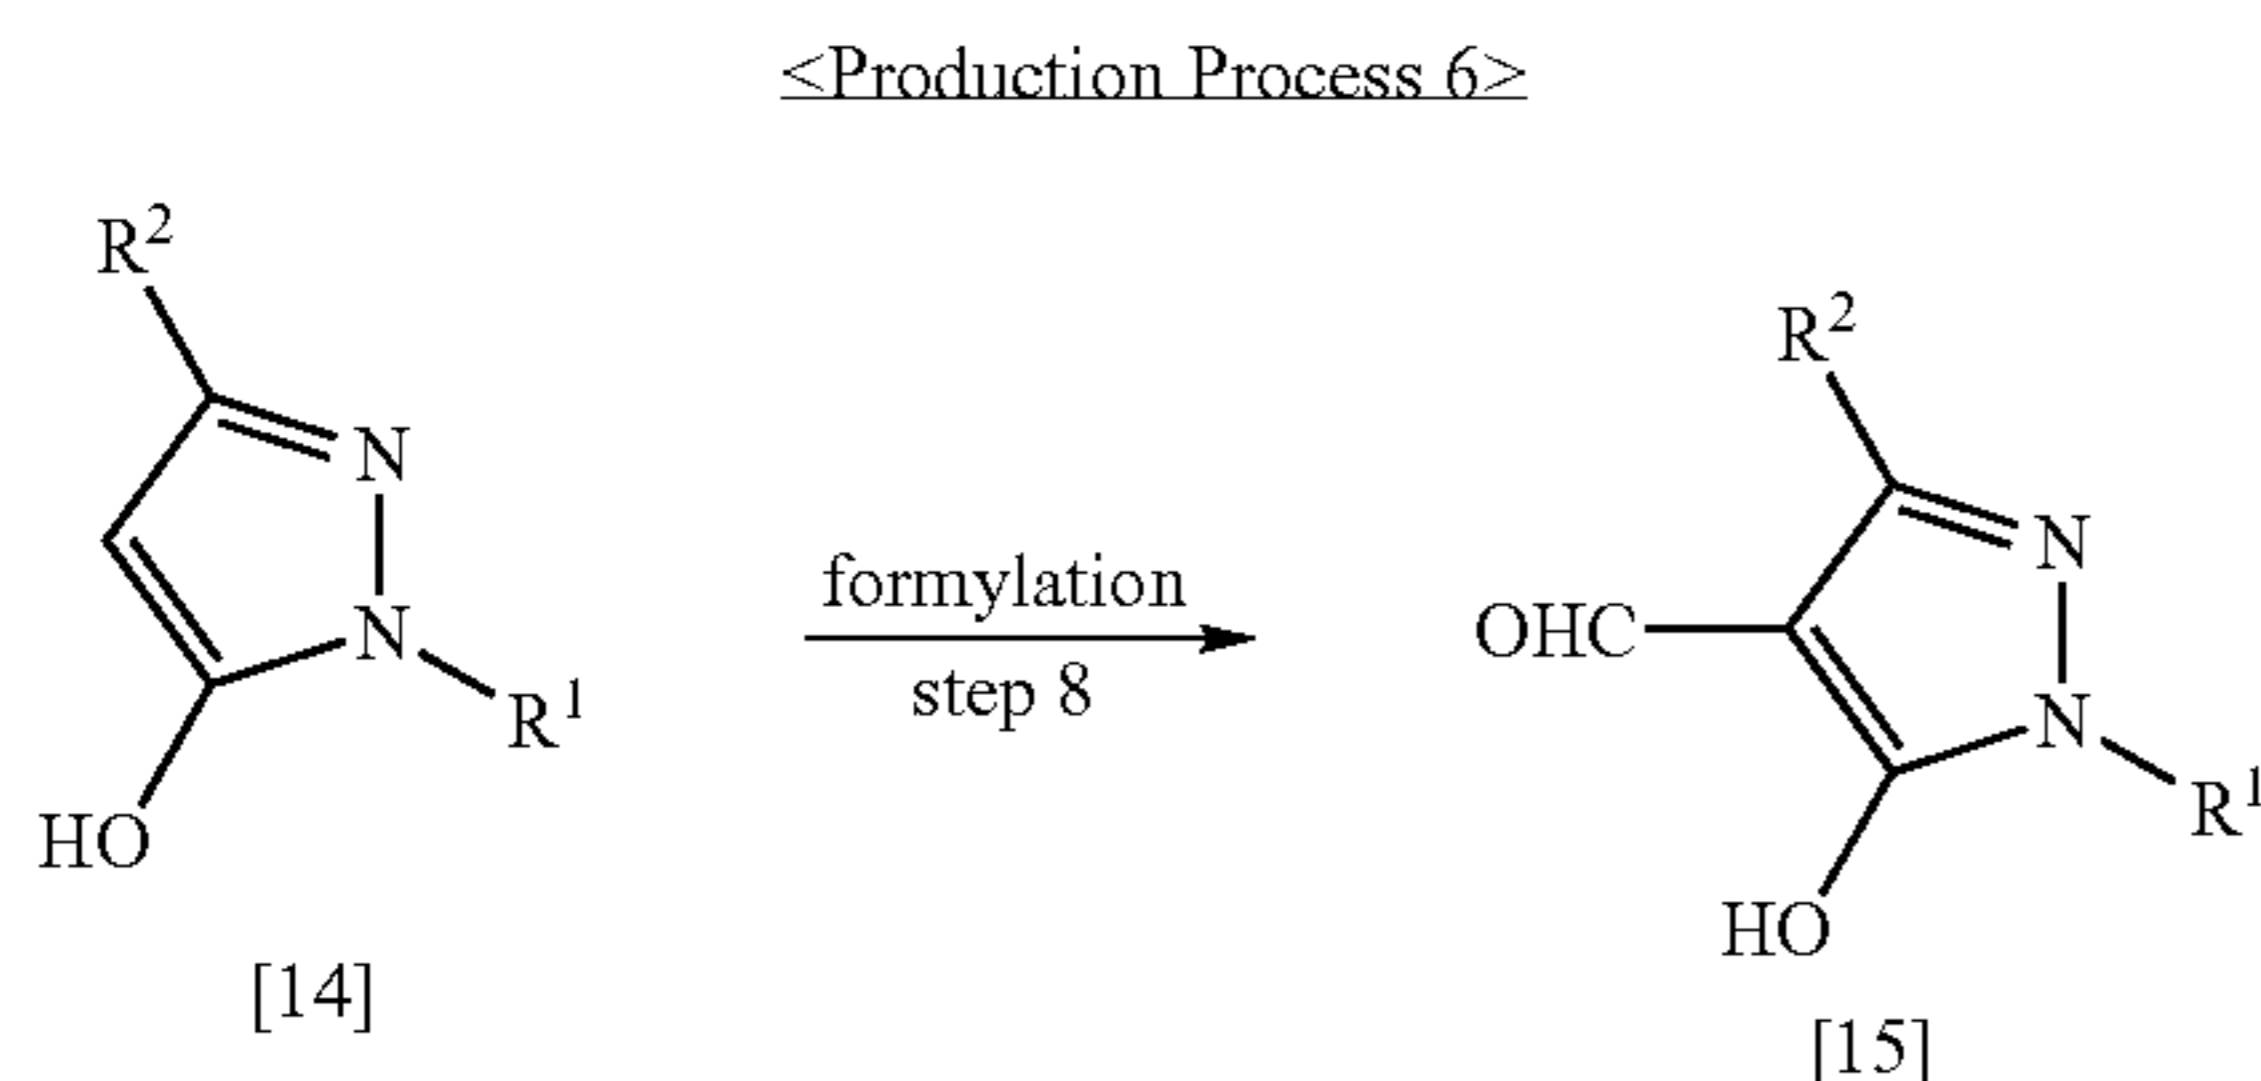 <Production Process 6>
R²
N
N
R¹
HO
[14]
formylation
step 8
R²
N
OHC
N
R¹
HO
[15]